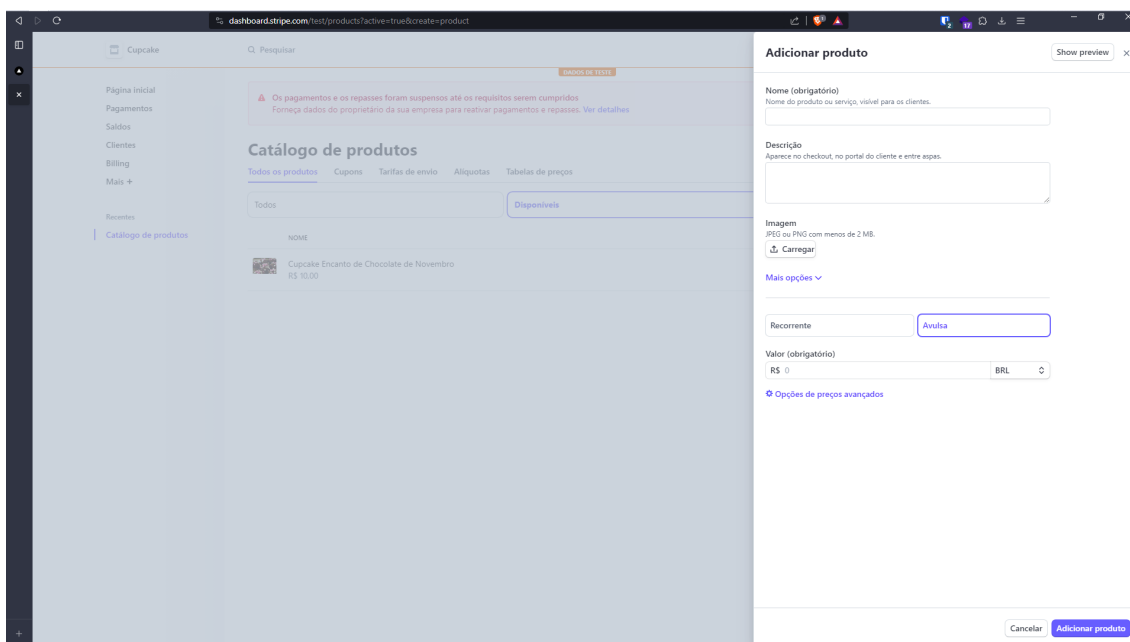 dashboard.stripe.com/test/products?active=true&create=product
2
17
Cupcake
Pesquisar
DADOS DE TESTE
Página inicial
Pagamentos
Saldos
Clientes
Billing
Mais +
Recentes
Catálogo de produtos
Os pagamentos e os repasses foram suspensos até os requisitos serem cumpridos
Forneça dados do proprietário da sua empresa para reativar pagamentos e repasses. Ver detalhes
Catálogo de produtos
Todos os produtos Cupons Tarifas de envio Alíquotas Tabelas de preços
Todos
Disponíveis
NOME
Cupcake Encanto de Chocolate de Novembro
R$ 10,00
Adicionar produto
Show preview
Nome (obrigatório)
Nome do produto ou serviço, visível para os clientes.
Descrição
Aparece no checkout, no portal do cliente e entre aspas.
Imagem
JPEG ou PNG com menos de 2 MB.
Carregar
Mais opções
Recorrente
Avulsa
Valor (obrigatório)
R$ 0
BRL
Opções de preços avançados
Cancelar
Adicionar produto